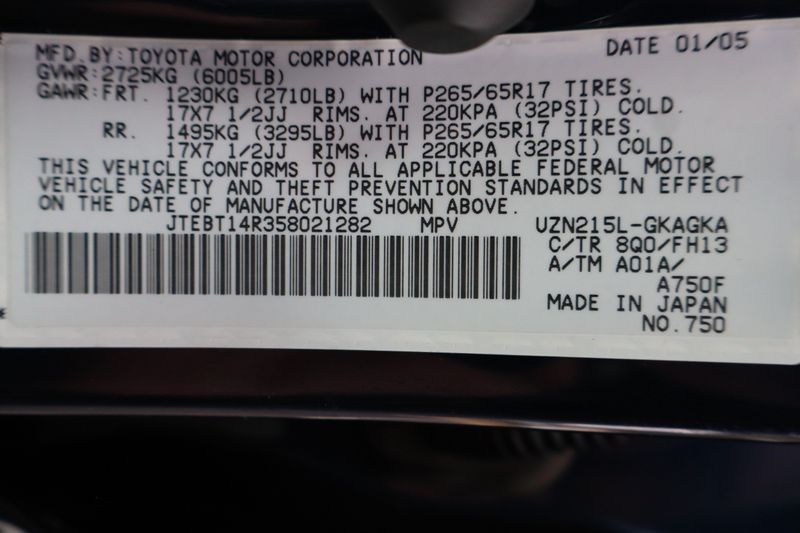 MFD. BY: TOYOTA MOTOR CORPORATION DATE 01/05
GVWR: 2725KG (6005LB)
GAWR: FRT. 1230KG (2710LB) WITH P265/65R17 TIRES.
17X7 1/2JJ RIMS. AT 220KPA (32PSI) COLD.
RR. 1495KG (3295LB) WITH P265/65R17 TIRES.
17X7 1/2JJ RIMS. AT 220KPA (32PSI) COLD.
THIS VEHICLE CONFORMS TO ALL APPLICABLE FEDERAL MOTOR
VEHICLE SAFETY AND THEFT PREVENTION STANDARDS IN EFFECT
ON THE DATE OF MANUFACTURE SHOWN ABOVE.
JTEBT14R358021282 MPV UZN215L-GKAGKA
C/TR 8Q0/FH13
A/TM A01A/
A750F
MADE IN JAPAN
NO. 750